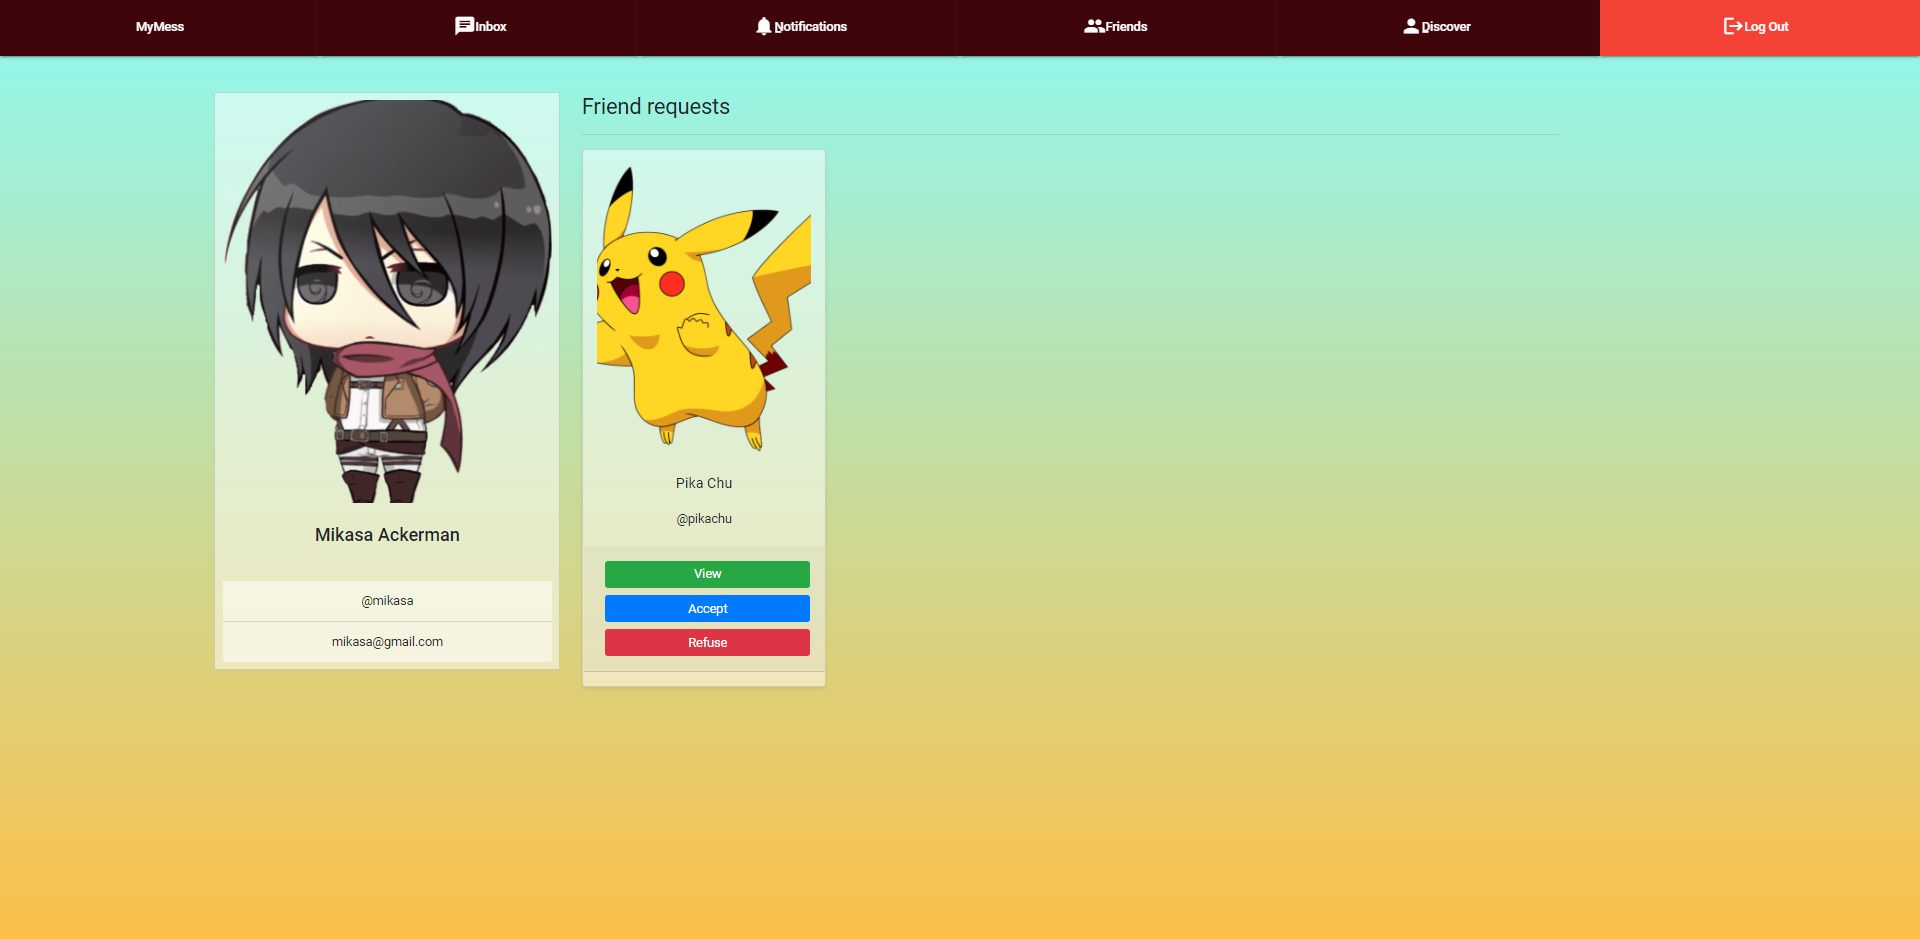 MyMess
Inbox
Notifications
Friends
Discover
Log Out
Friend requests
Mikasa Ackerman
@mikasa
mikasa@gmail.com
Pika Chu
@pikachu
View
Accept
Refuse